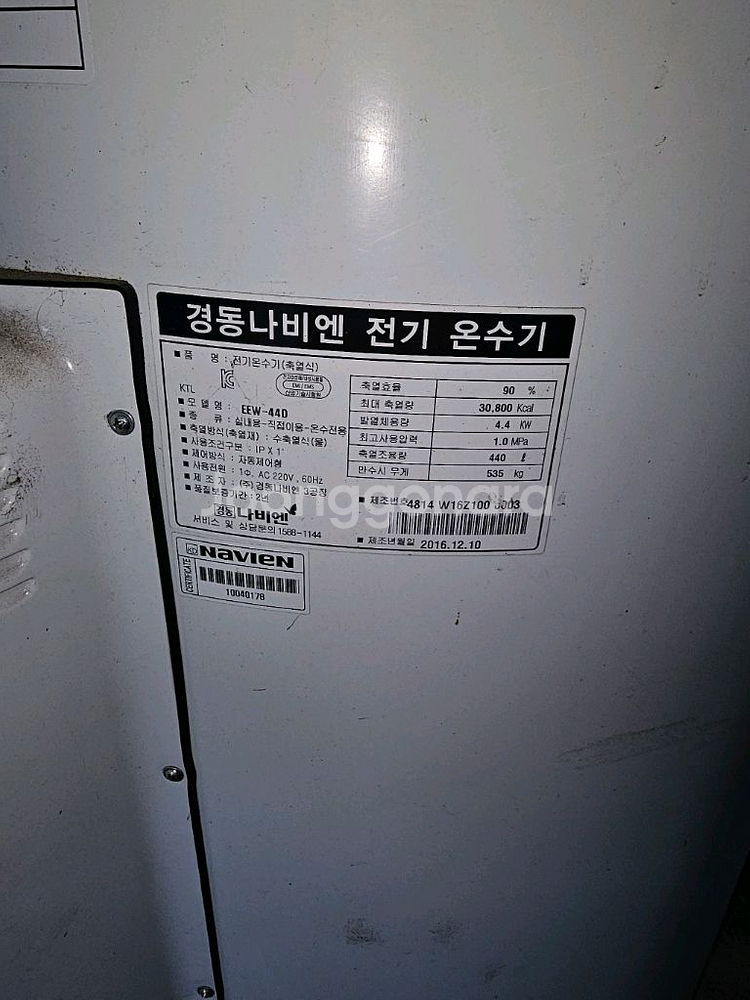 경동나비엔 전기 온수기
■ 품 명 : 전기온수기(축열식)
KTL
■ 모 델 명 : EEW-44D
■ 종 류 : 실내용-직접이용-온수전용
■ 축열방식(축열재) : 수축열식(물)
■ 사용조건구분 : IP X 1
■ 제어방식 : 자동제어형
■ 사용전원 : 1Φ, AC 220V, 60Hz
■ 제 조 자 : (주)경동나비엔 3공장
■ 품질보증기간 : 2년
경동나비엔
서비스 및 상담문의 1588-1144
축열효율 90 %
최대 축열량 30,800 Kcal
발열체용량 4.4 KW
최고사용압력 1.0 MPa
축열조용량 440 ℓ
만수시 무게 535 kg
■ 제조번호 4814 W16Z100
■ 제조년월일 2016.12.10
Joonggonara
KD NAVIEN
CERTIFICATE
10040178